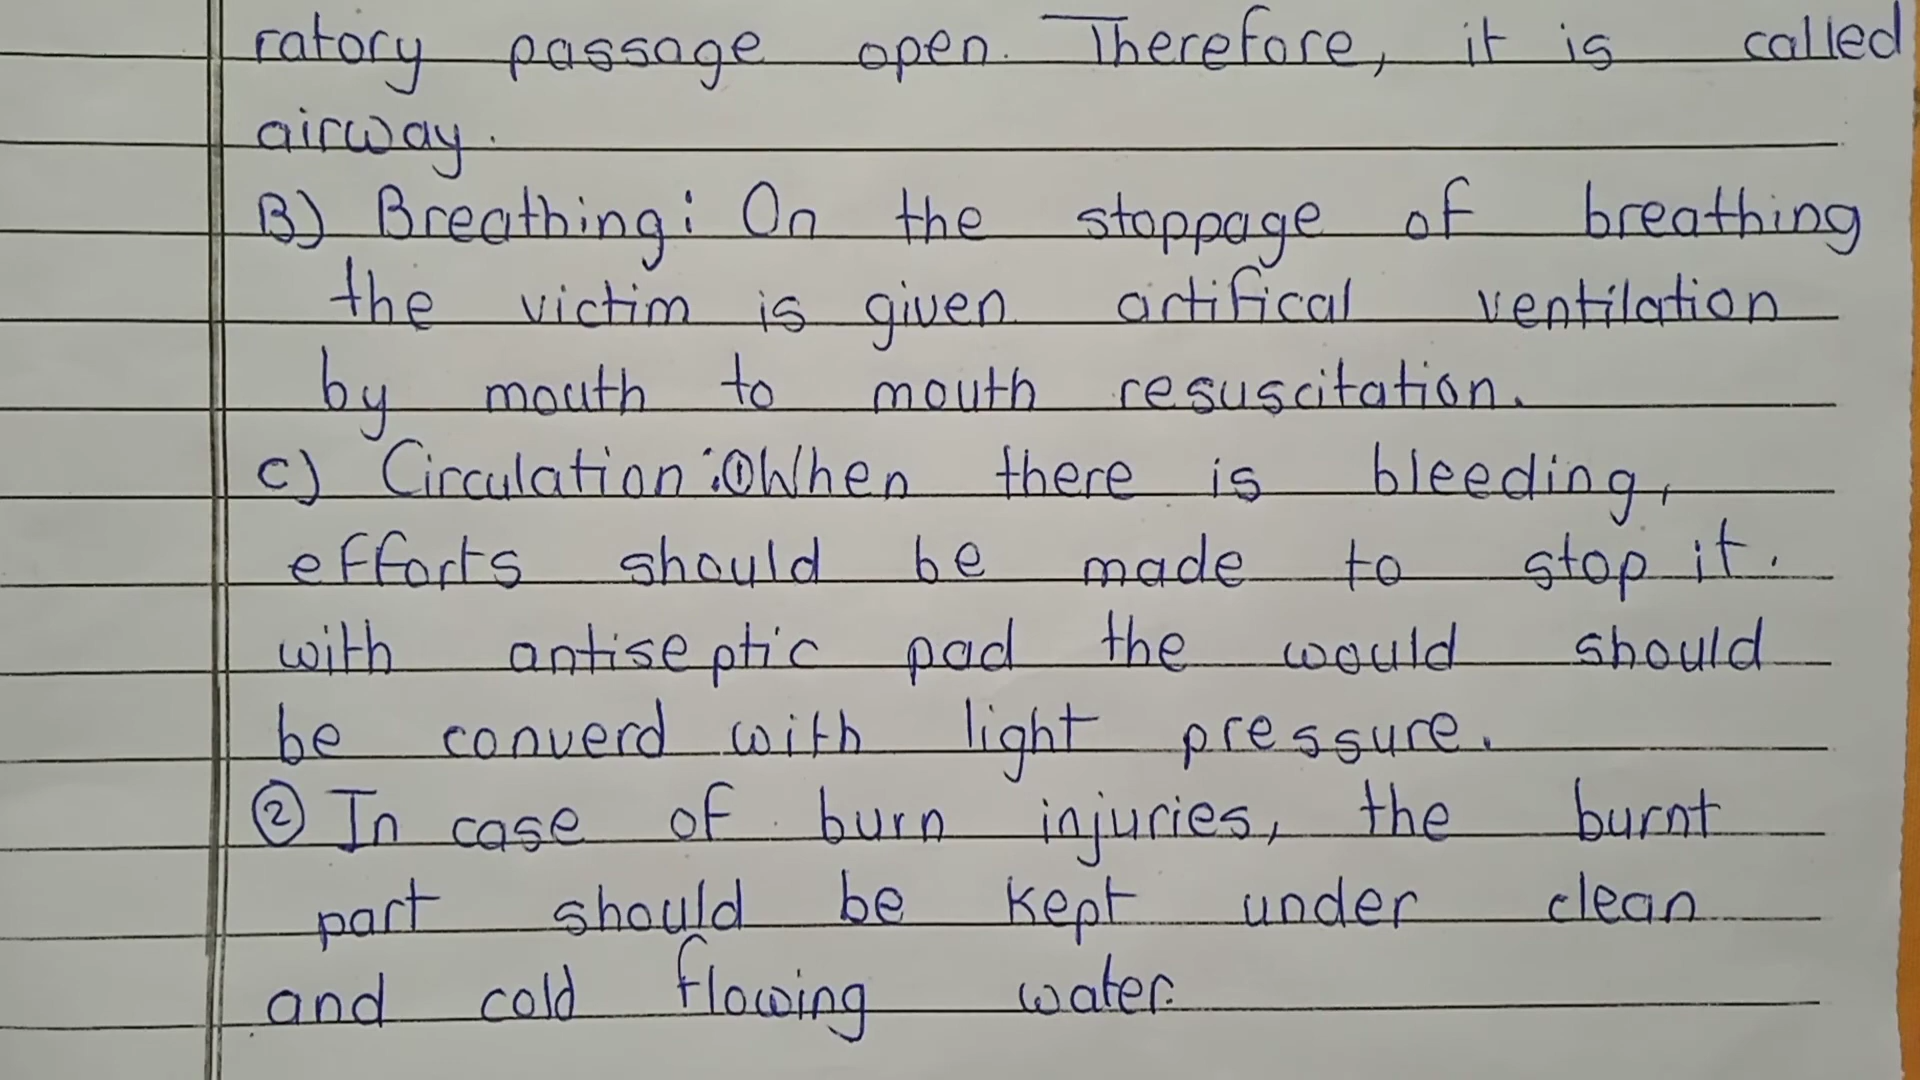 ratory passage open. Therefore, it is called
airway.
B) Breathing: On the stoppage of breathing
the victim is given artifical ventilation
by mouth to mouth resuscitation.
C) Circulation: ① When there is bleeding,
efforts should be made to stop it.
with antiseptic pad the would should
be converd with light pressure.
② In case of burn injuries, the burnt
part should be kept under clean
and cold flowing water.